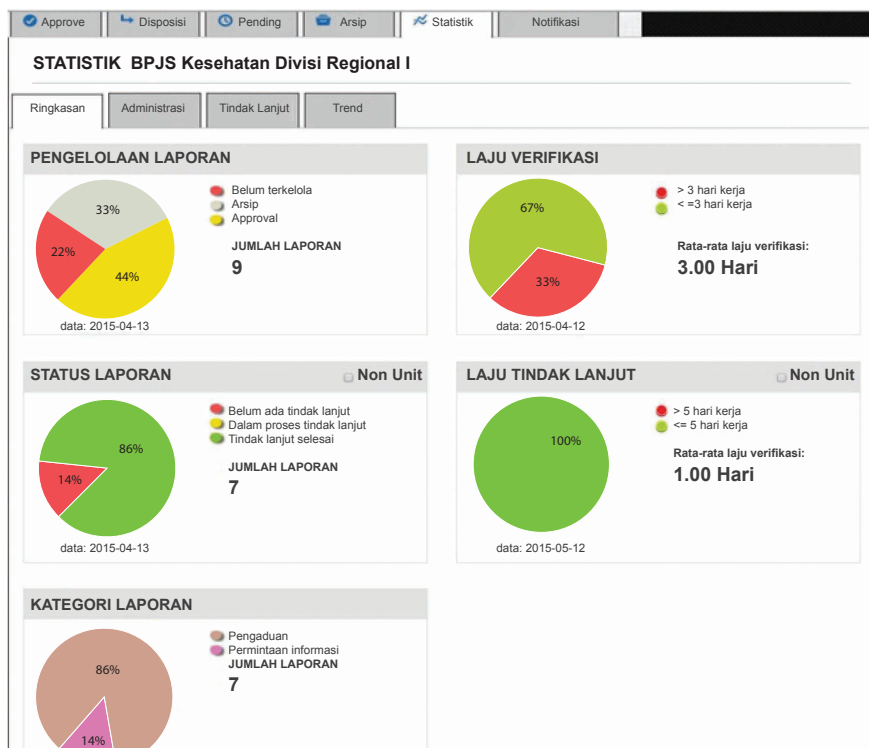 Approve Disposisi Pending Arsip Statistik Notifikasi
STATISTIK BPJS Kesehatan Divisi Regional I
Ringkasan Administrasi Tindak Lanjut Trend
PENGELOLAAN LAPORAN
33%
22%
44%
Belum terkelola
Arsip
Approval
JUMLAH LAPORAN
9
data: 2015-04-13
LAJU VERIFIKASI
67%
33%
> 3 hari kerja
< =3 hari kerja
Rata-rata laju verifikasi:
3.00 Hari
data: 2015-04-12
STATUS LAPORAN Non Unit
86%
14%
Belum ada tindak lanjut
Dalam proses tindak lanjut
Tindak lanjut selesai
JUMLAH LAPORAN
7
data: 2015-04-13
LAJU TINDAK LANJUT Non Unit
100%
> 5 hari kerja
<= 5 hari kerja
Rata-rata laju verifikasi:
1.00 Hari
data: 2015-05-12
KATEGORI LAPORAN
86%
14%
Pengaduan
Permintaan informasi
JUMLAH LAPORAN
7